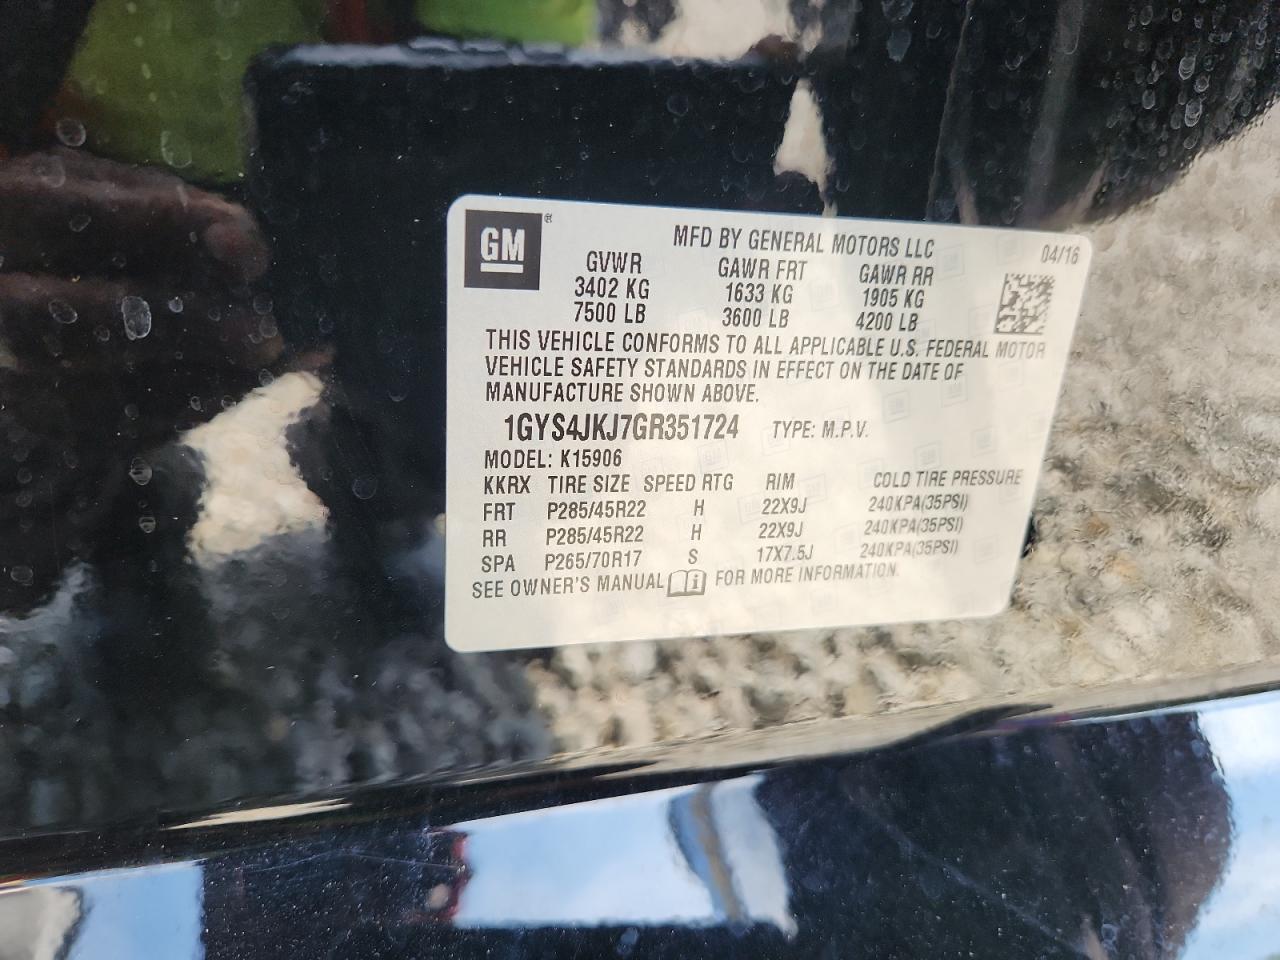 GM®
MFD BY GENERAL MOTORS LLC 04/16
GVWR GAWR FRT GAWR RR
3402 KG 1633 KG 1905 KG
7500 LB 3600 LB 4200 LB
THIS VEHICLE CONFORMS TO ALL APPLICABLE U.S. FEDERAL MOTOR
VEHICLE SAFETY STANDARDS IN EFFECT ON THE DATE OF
MANUFACTURE SHOWN ABOVE.
1GYS4JKJ7GR351724 TYPE: M.P.V.
MODEL: K15906
KKRX TIRE SIZE SPEED RTG RIM COLD TIRE PRESSURE
FRT P285/45R22 H 22X9J 240KPA(35PSI)
RR P285/45R22 H 22X9J 240KPA(35PSI)
SPA P265/70R17 S 17X7.5J 240KPA(35PSI)
SEE OWNER'S MANUAL FOR MORE INFORMATION.